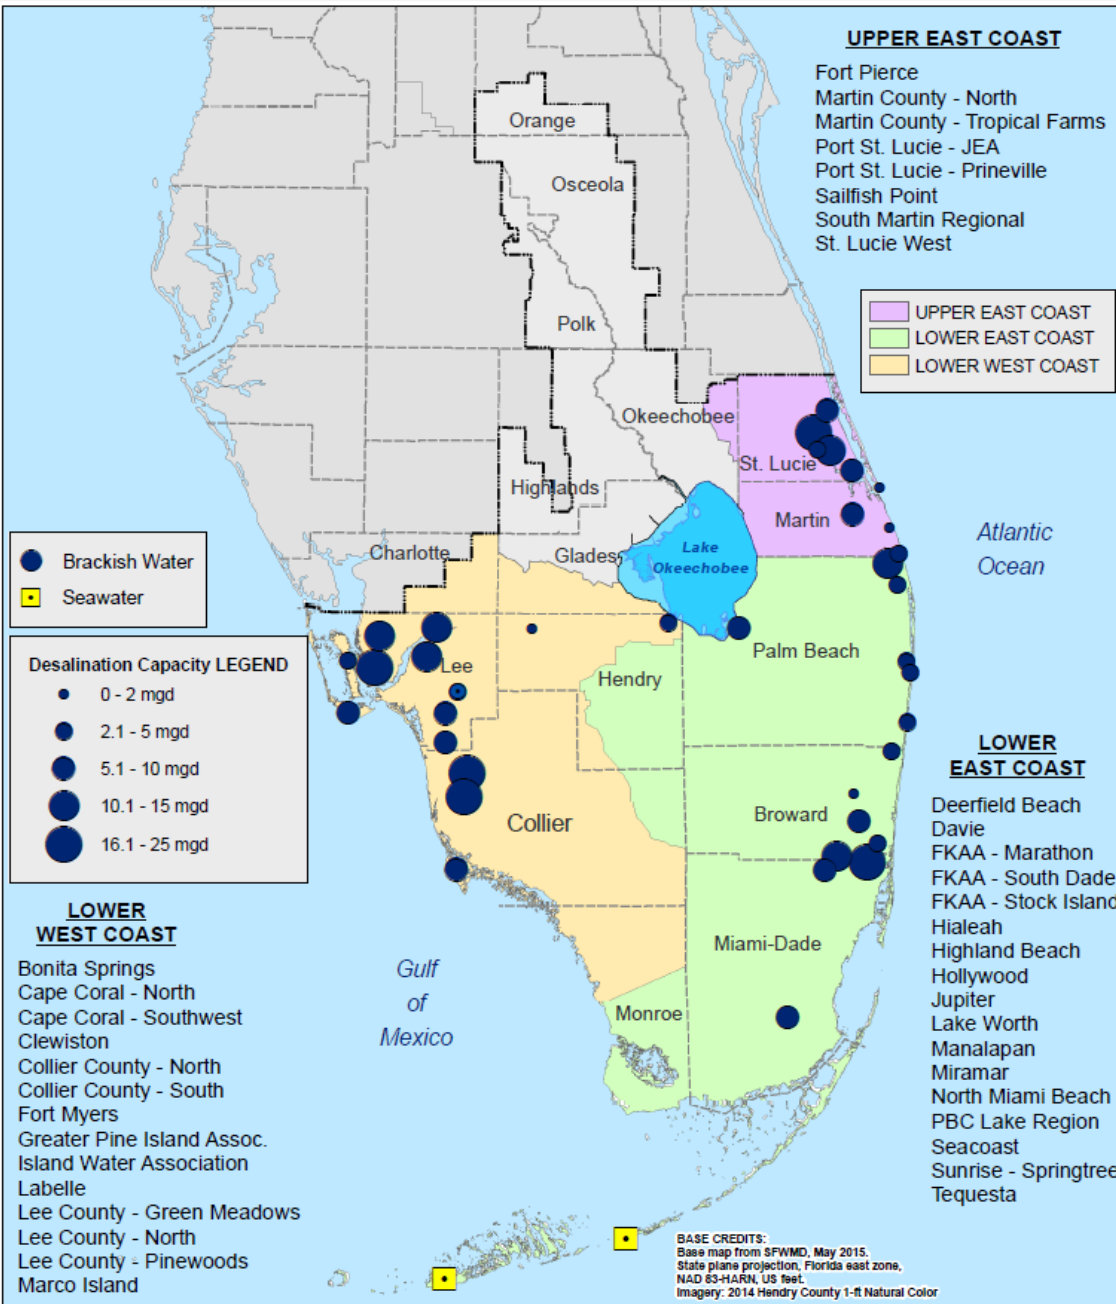 UPPER EAST COAST
Fort Pierce
Martin County - North
Martin County - Tropical Farms
Port St. Lucie - JEA
Port St. Lucie - Prineville
Sailfish Point
South Martin Regional
St. Lucie West
UPPER EAST COAST
LOWER EAST COAST
LOWER WEST COAST
Orange
Osceola
Polk
Okeechobee
St. Lucie
Highlands
Martin
Charlotte
Glades
Lake
Okeechobee
Atlantic
Ocean
Brackish Water
Seawater
Desalination Capacity LEGEND
0 - 2 mgd
2.1 - 5 mgd
5.1 - 10 mgd
10.1 - 15 mgd
16.1 - 25 mgd
Lee
Hendry
Palm Beach
Collier
Broward
Miami-Dade
Monroe
Gulf
of
Mexico
LOWER
EAST COAST
Deerfield Beach
Davie
FKAA - Marathon
FKAA - South Dade
FKAA - Stock Island
Hialeah
Highland Beach
Hollywood
Jupiter
Lake Worth
Manalapan
Miramar
North Miami Beach
PBC Lake Region
Seacoast
Sunrise - Springtree
Tequesta
LOWER
WEST COAST
Bonita Springs
Cape Coral - North
Cape Coral - Southwest
Clewiston
Collier County - North
Collier County - South
Fort Myers
Greater Pine Island Assoc.
Island Water Association
Labelle
Lee County - Green Meadows
Lee County - North
Lee County - Pinewoods
Marco Island
BASE CREDITS:
Base map from SFWMD, May 2015.
State plane projection, Florida east zone,
NAD 83-HARN, US feet.
Imagery: 2014 Hendry County 1-ft Natural Color